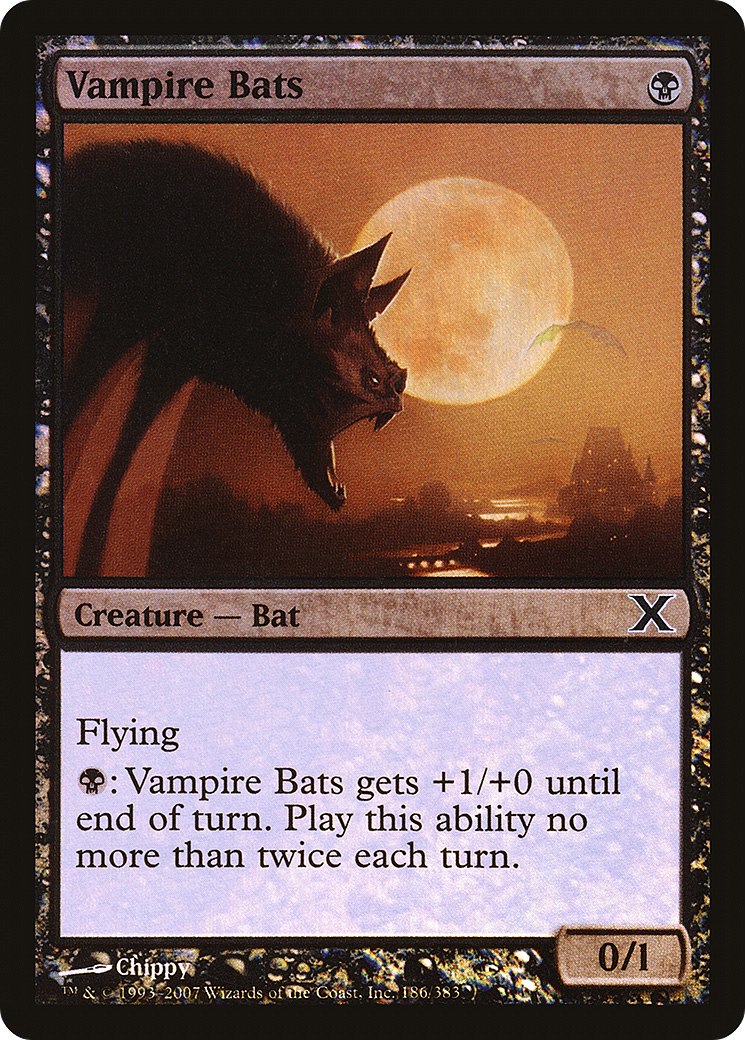 Vampire Bats
Creature — Bat
X
Flying
: Vampire Bats gets +1/+0 until
end of turn. Play this ability no
more than twice each turn.
0/1
Chippy
™ & © 1993–2007 Wizards of the Coast, Inc. 186/383